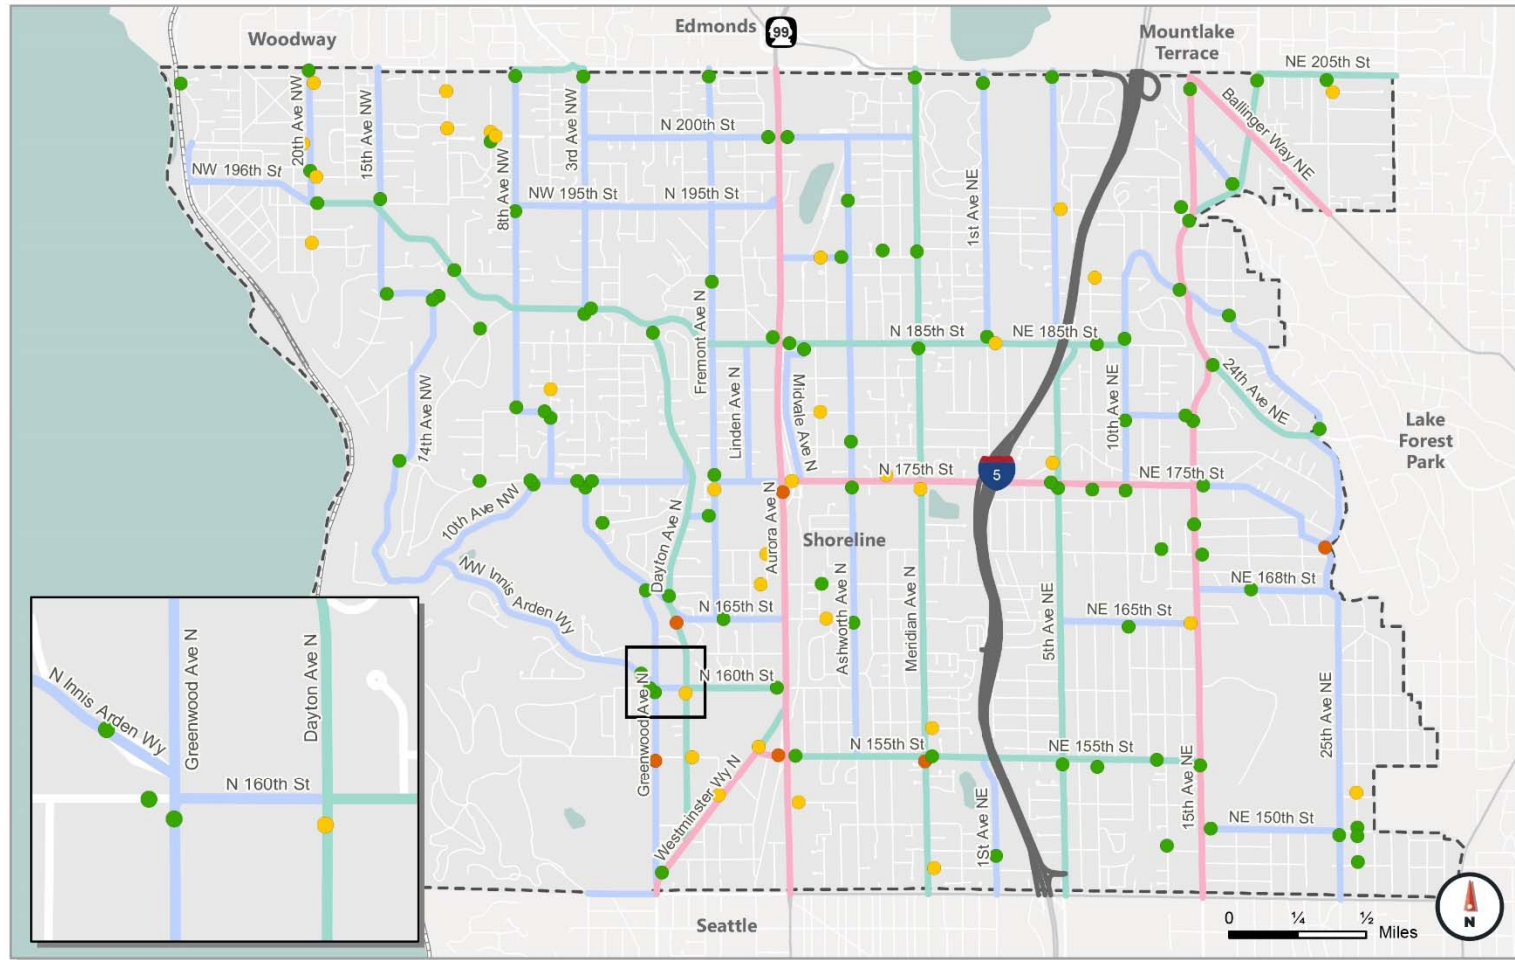 Woodway
Edmonds
99
Mountlake
Terrace
NE 205th St
Ballinger Way NE
20th Ave NW
15th Ave NW
3rd Ave NW
8th Ave NW
N 200th St
NW 196th St
NW 195th St
N 195th St
1st Ave NE
Fremont Ave N
N 185th St
NE 185th St
Linden Ave N
Midvale Ave N
10th Ave NE
24th Ave NE
Lake
Forest
Park
14th Ave NW
N 175th St
5
NE 175th St
10th Ave NW
Dayton Ave N
Aurora Ave N
Shoreline
NW Innis Arden Wy
N 165th St
Ashworth Ave N
Meridian Ave N
5th Ave NE
NE 168th St
NE 165th St
N 160th St
Greenwood Ave N
N 155th St
NE 155th St
25th Ave NE
15th Ave NE
Westminster Wy N
1St Ave NE
NE 150th St
N Innis Arden Wy
Greenwood Ave N
Dayton Ave N
N 160th St
Seattle
0 ¼ ½
Miles
N